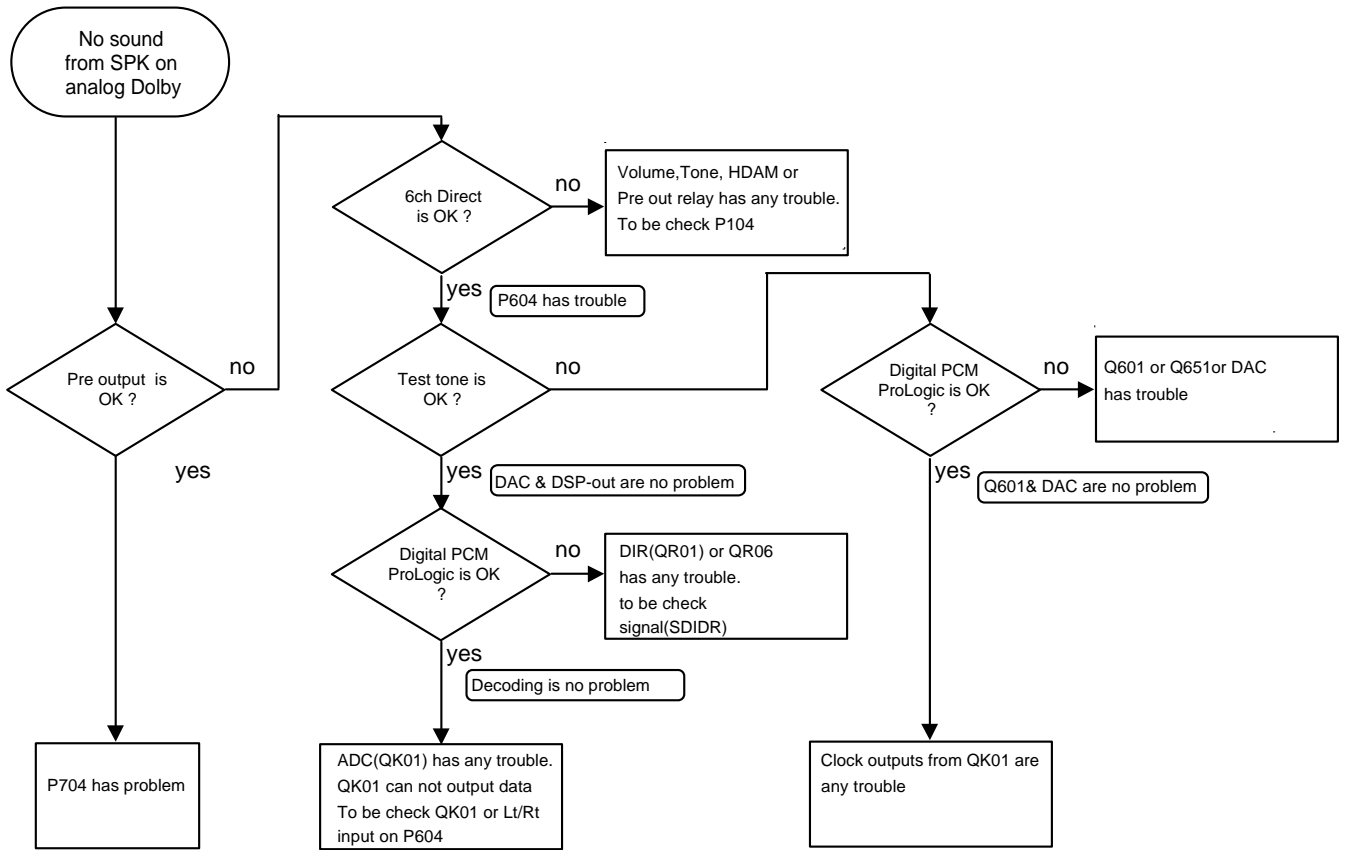 No sound
from SPK on
analog Dolby
Pre output is
OK ?
no
yes
P704 has problem
6ch Direct
is OK ?
no
Volume,Tone, HDAM or
Pre out relay has any trouble.
To be check P104
yes
P604 has trouble
Test tone is
OK ?
no
yes
DAC & DSP-out are no problem
Digital PCM
ProLogic is OK
?
no
DIR(QR01) or QR06
has any trouble.
to be check
signal(SDIDR)
yes
Decoding is no problem
ADC(QK01) has any trouble.
QK01 can not output data
To be check QK01 or Lt/Rt
input on P604
Digital PCM
ProLogic is OK
?
no
Q601 or Q651or DAC
has trouble
yes
Q601& DAC are no problem
Clock outputs from QK01 are
any trouble